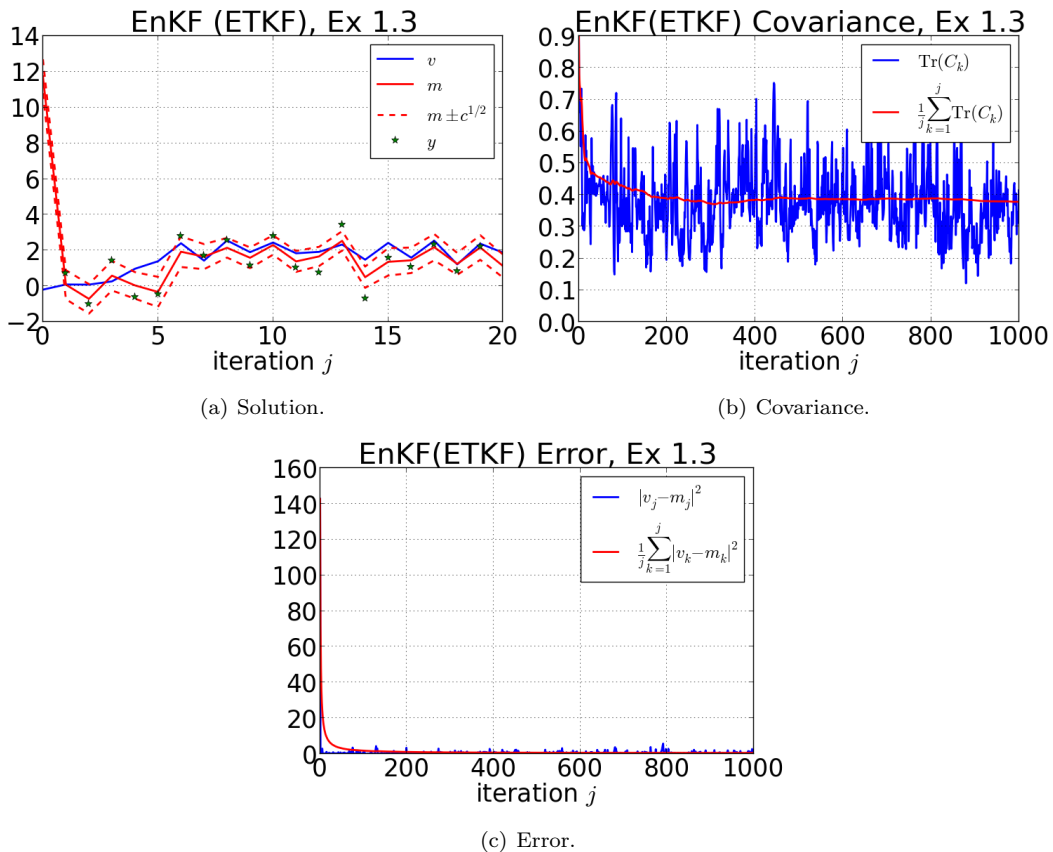 EnKF (ETKF), Ex 1.3
14
12
10
8
6
4
2
0
−2
0 5 10 15 20
iteration j
v
m
m ± c^{1/2}
y
(a) Solution.
EnKF(ETKF) Covariance, Ex 1.3
0.9
0.8
0.7
0.6
0.5
0.4
0.3
0.2
0.1
0.0
0 200 400 600 800 1000
iteration j
Tr(C_k)
\frac{1}{j}\sum_{k=1}^{j} Tr(C_k)
(b) Covariance.
EnKF(ETKF) Error, Ex 1.3
160
140
120
100
80
60
40
20
0
0 200 400 600 800 1000
iteration j
|v_j−m_j|^2
\frac{1}{j}\sum_{k=1}^{j} |v_k−m_k|^2
(c) Error.